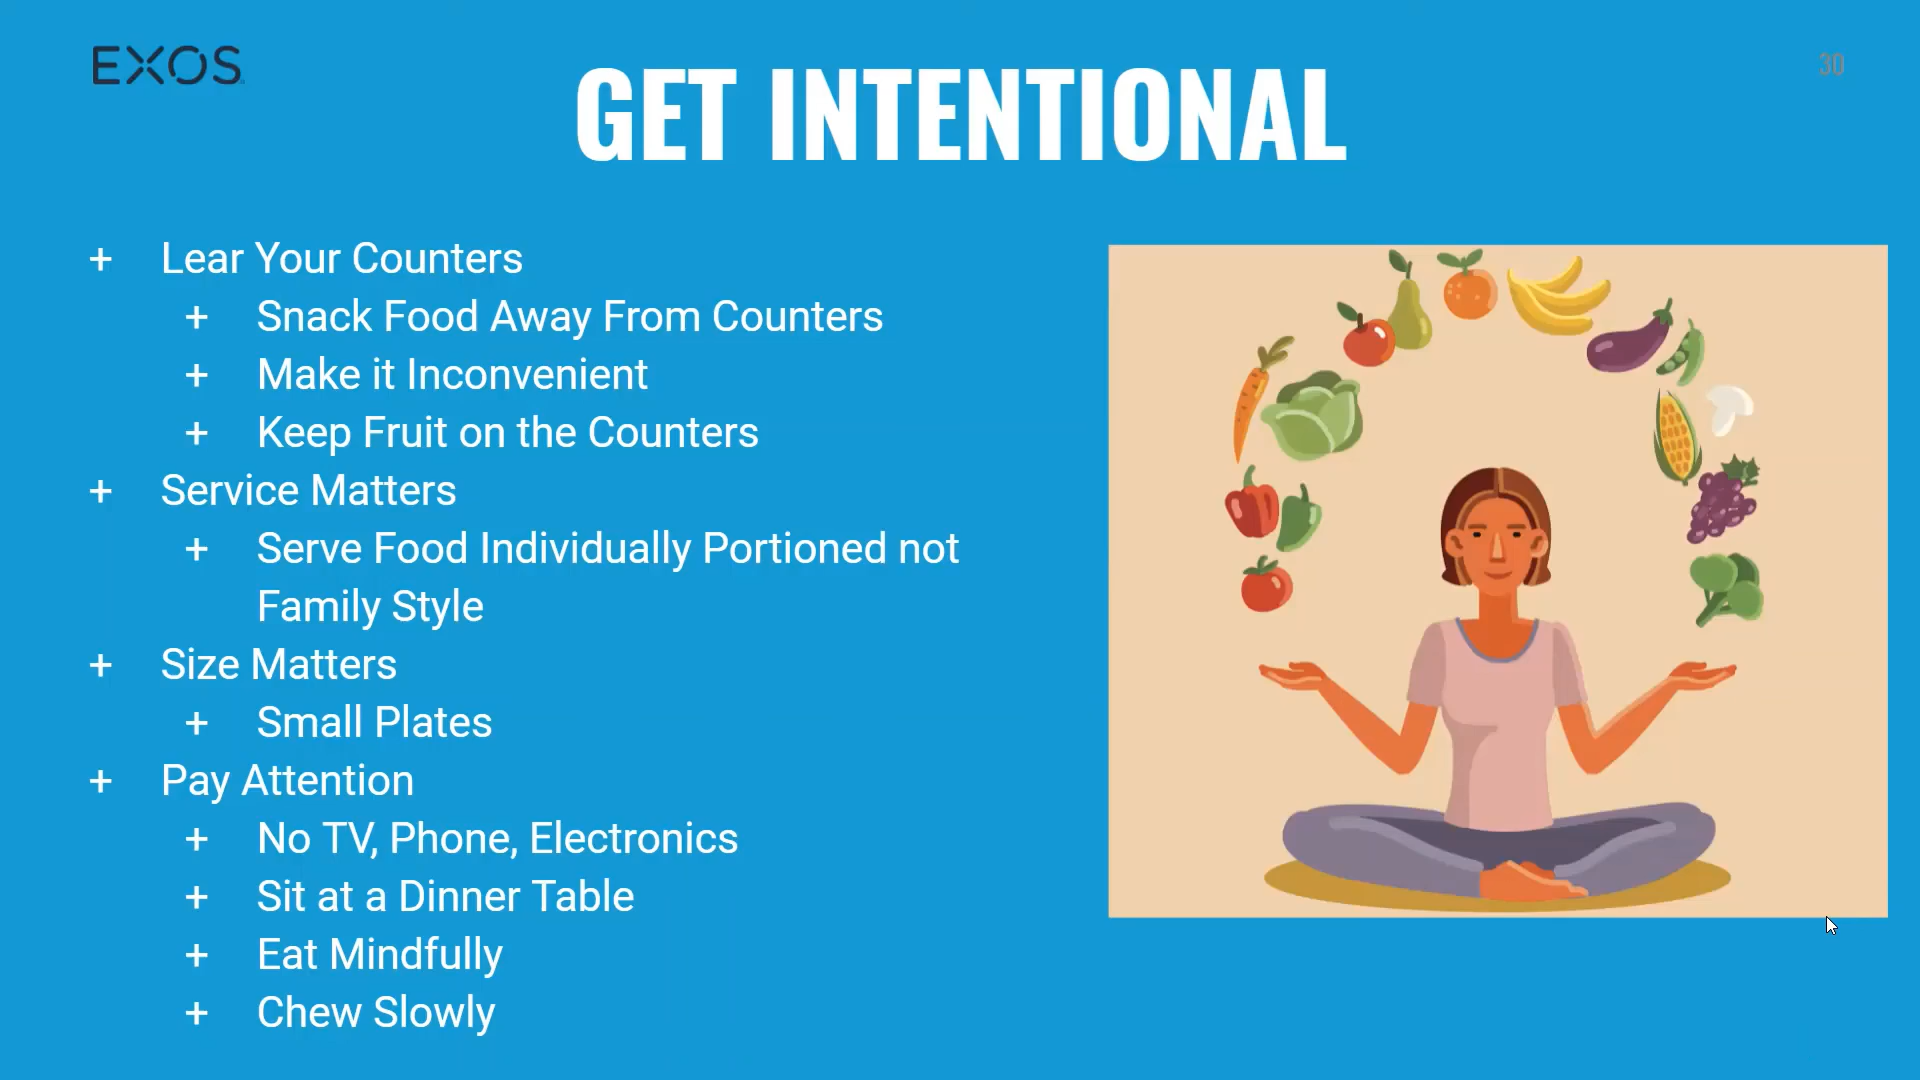 EXOS
30
GET INTENTIONAL
+ Lear Your Counters
+ Snack Food Away From Counters
+ Make it Inconvenient
+ Keep Fruit on the Counters
+ Service Matters
+ Serve Food Individually Portioned not
Family Style
+ Size Matters
+ Small Plates
+ Pay Attention
+ No TV, Phone, Electronics
+ Sit at a Dinner Table
+ Eat Mindfully
+ Chew Slowly